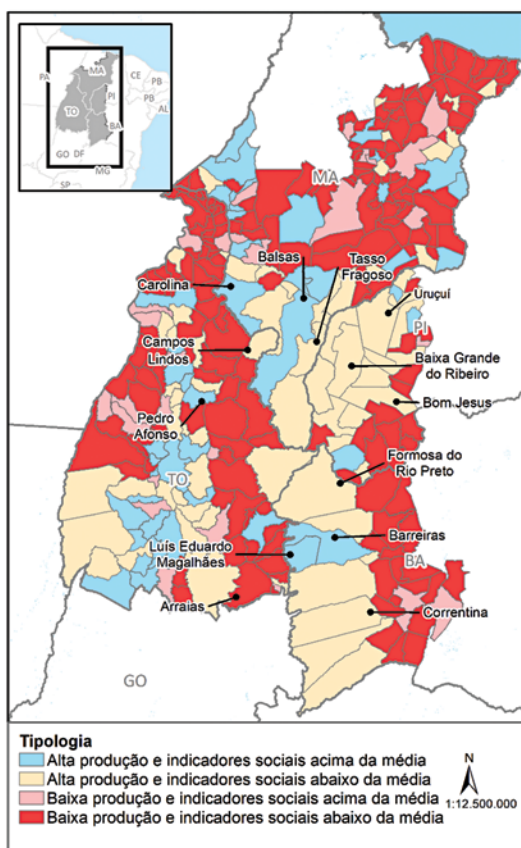 PA
MA
CE
PB
TO
PI
PB
AL
BA
GO
DF
MG
SP
MA
Balsas
Tasso
Fragoso
Carolina
Uruçuí
PI
Campos
Lindos
Baixa Grande
do Ribeiro
Bom Jesus
Pedro
Afonso
Formosa do
Rio Preto
TO
Barreiras
Luís Eduardo
Magalhães
BA
Arraias
Correntina
GO
Tipologia
Alta produção e indicadores sociais acima da média
Alta produção e indicadores sociais abaixo da média
Baixa produção e indicadores sociais acima da média
Baixa produção e indicadores sociais abaixo da média
N
1:12.500.000